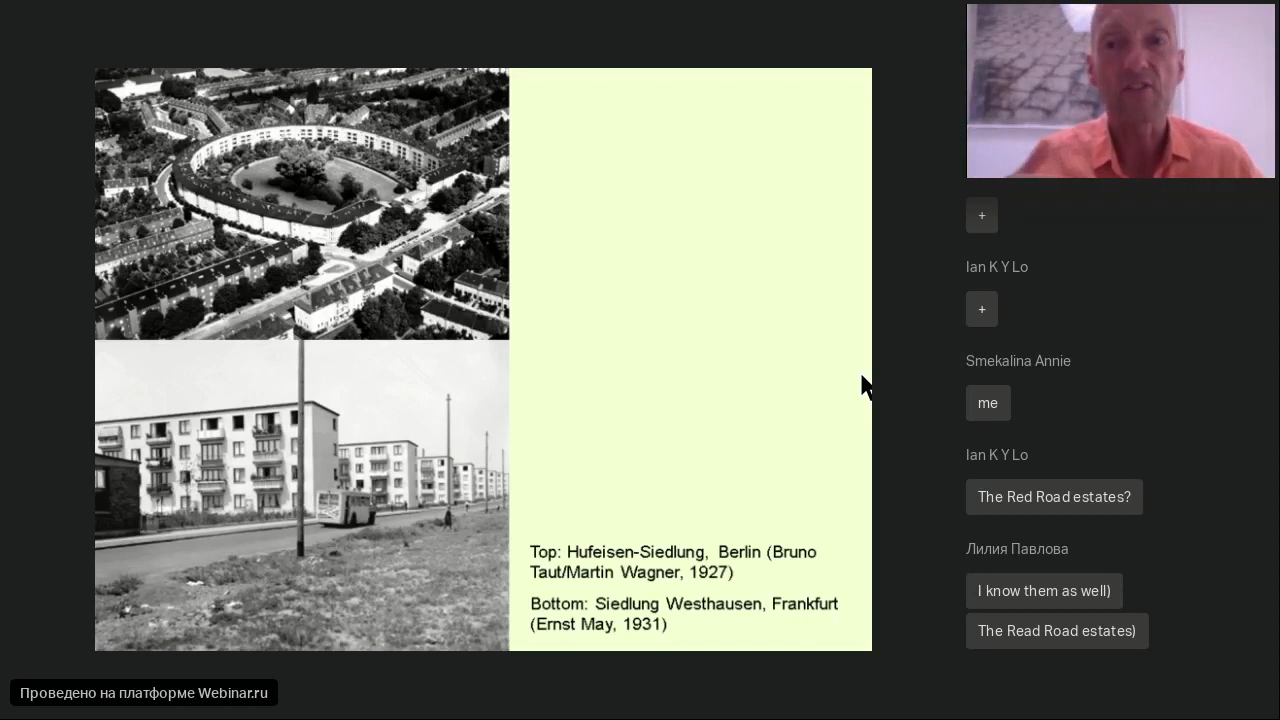 Top: Hufeisen-Siedlung, Berlin (Bruno
Taut/Martin Wagner, 1927)
Bottom: Siedlung Westhausen, Frankfurt
(Ernst May, 1931)
+
Ian K Y Lo
+
Smekalina Annie
me
Ian K Y Lo
The Red Road estates?
Лилия Павлова
I know them as well)
The Read Road estates)
Проведено на платформе Webinar.ru